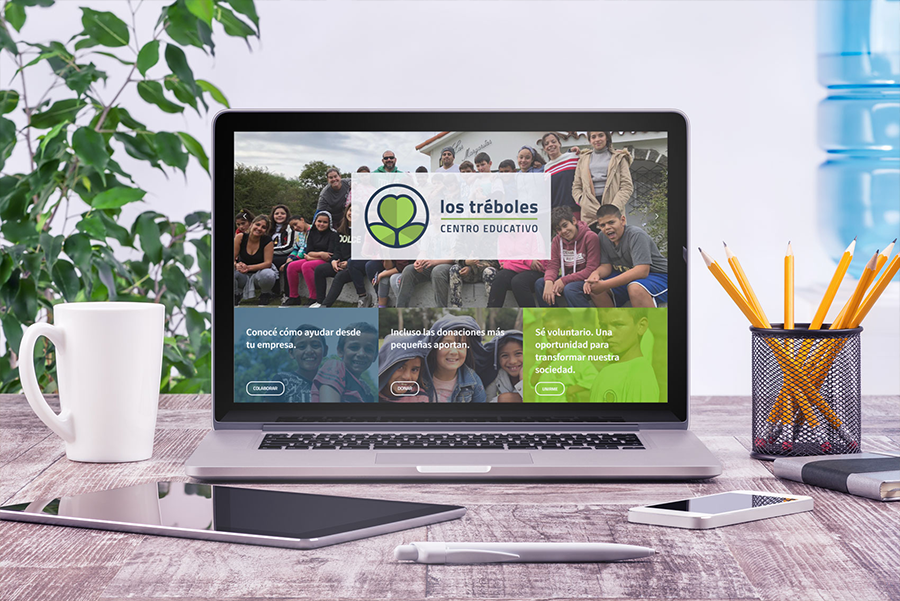 los tréboles
CENTRO EDUCATIVO
Conocé cómo ayudar desde
tu empresa.
COLABORAR
Incluso las donaciones más
pequeñas aportan.
DONAR
Sé voluntario. Una
oportunidad para
transformar nuestra
sociedad.